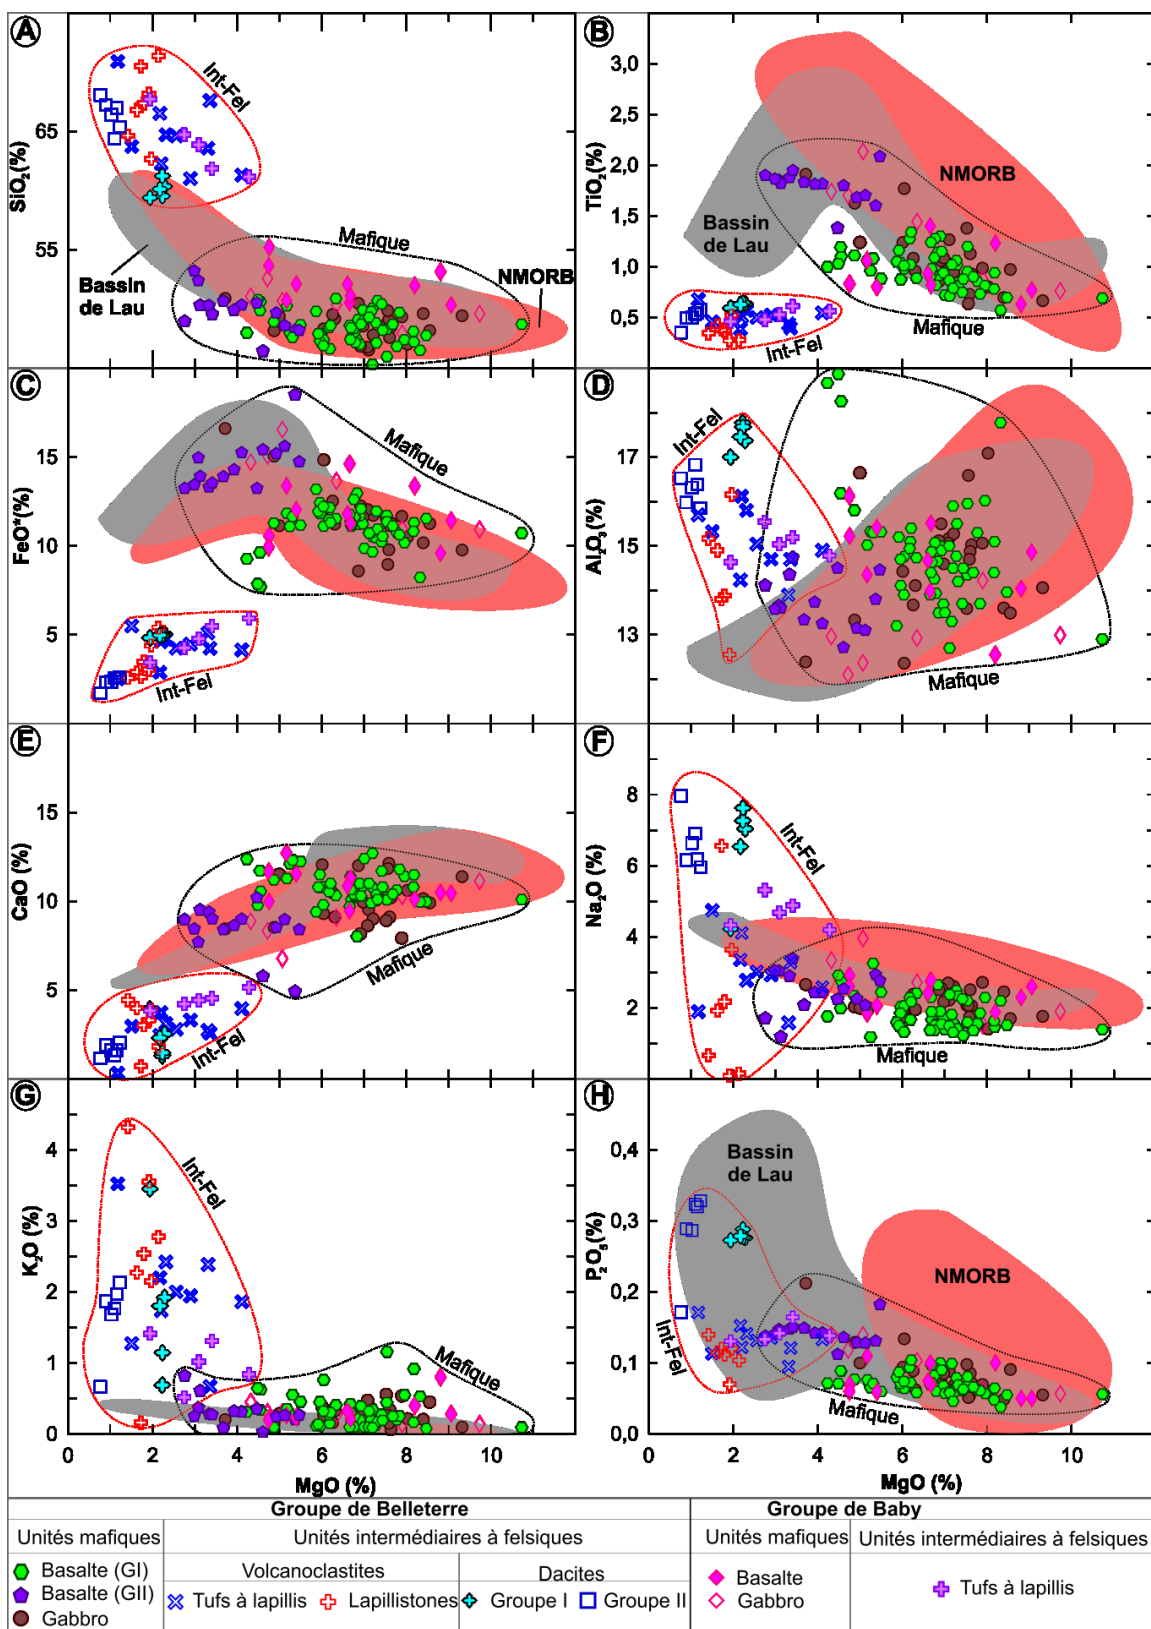 A
SiO2(%)
65
55
Int-Fel
Mafique
Bassin
de Lau
NMORB
B
TiO2(%)
3,0
2,5
2,0
1,5
1,0
0,5
NMORB
Bassin
de Lau
Mafique
Int-Fel
C
FeO*(%)
15
10
5
Mafique
Int-Fel
D
Al2O3(%)
17
15
13
Int-Fel
Mafique
E
CaO (%)
15
10
5
Mafique
Int-Fel
F
Na2O (%)
8
6
4
2
Int-Fel
Mafique
G
K2O (%)
4
3
2
1
0
Int-Fel
Mafique
0 2 4 6 8 10
MgO (%)
H
P2O5(%)
0,4
0,3
0,2
0,1
0,0
Bassin
de Lau
NMORB
Int-Fel
Mafique
0 2 4 6 8 10
MgO (%)
Groupe de Belleterre
Groupe de Baby
Unités mafiques
Unités intermédiaires à felsiques
Unités mafiques
Unités intermédiaires à felsiques
Volcanoclastites
Dacites
Basalte (GI)
Basalte (GII)
Gabbro
Tufs à lapillis
Lapillistones
Groupe I
Groupe II
Basalte
Gabbro
Tufs à lapillis